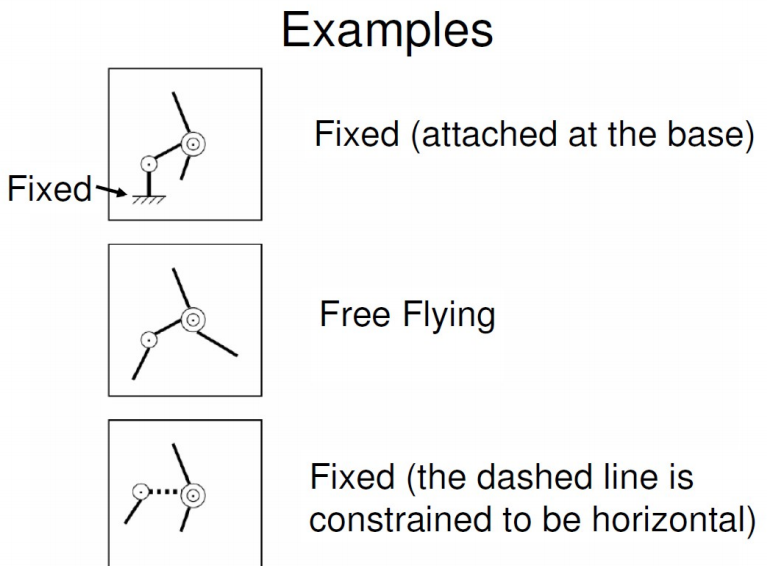 Examples
Fixed (attached at the base)
Fixed
Free Flying
Fixed (the dashed line is
constrained to be horizontal)